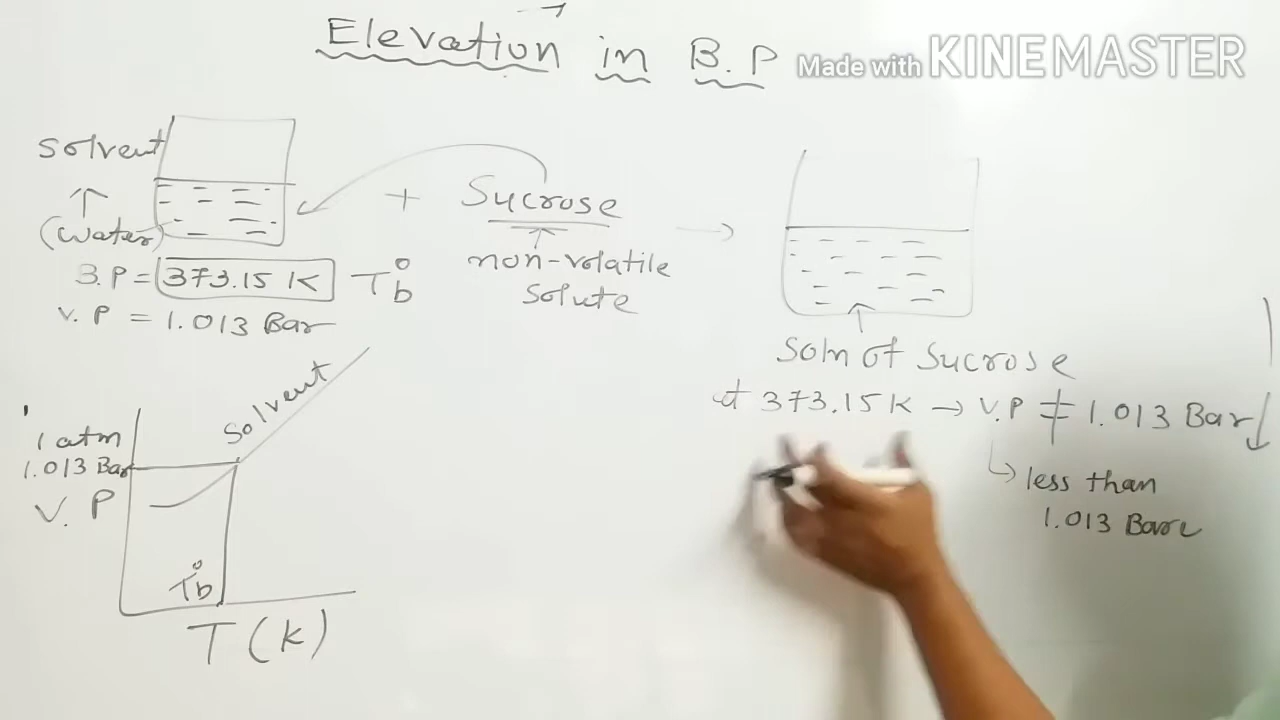 Elevation in B.P
Made with KINEMASTER
Solvent
(Water)
B.P = 373.15 K T°b
V.P = 1.013 Bar
+ Sucrose
non-volatile
Solute
Soln of Sucrose
at 373.15 K → V.P ≠ 1.013 Bar
less than
1.013 Bar
Solvent
1 atm
1.013 Bar
V.P
T°b
T (K)